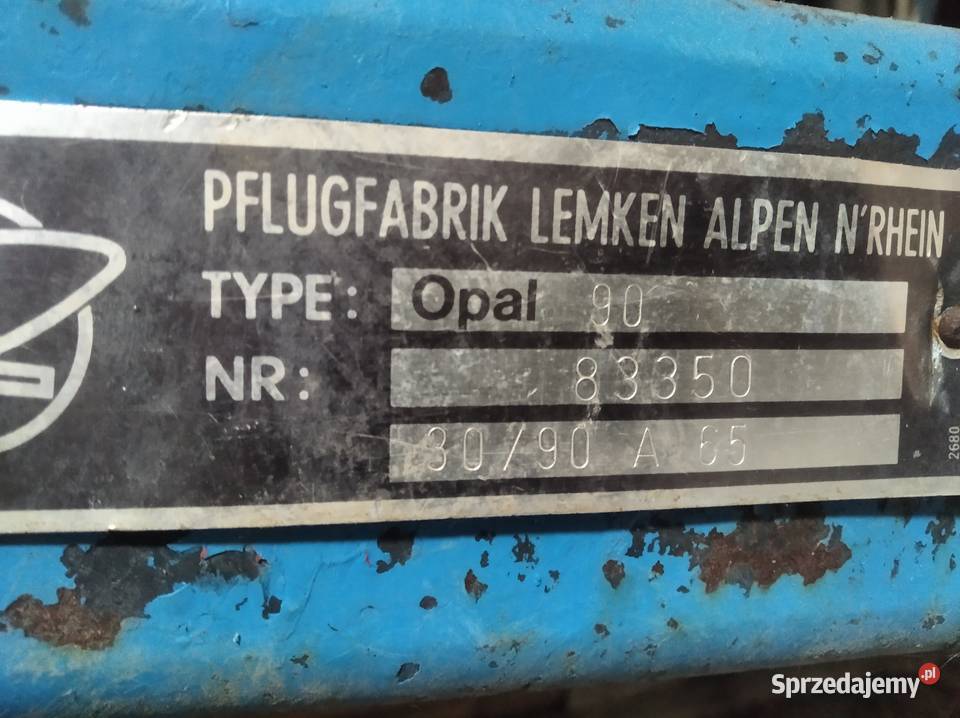 PFLUGFABRIK LEMKEN ALPEN N'RHEIN
TYPE: Opal 90
NR: 83350
30/90 A 65
2680
Sprzedajemy.pl